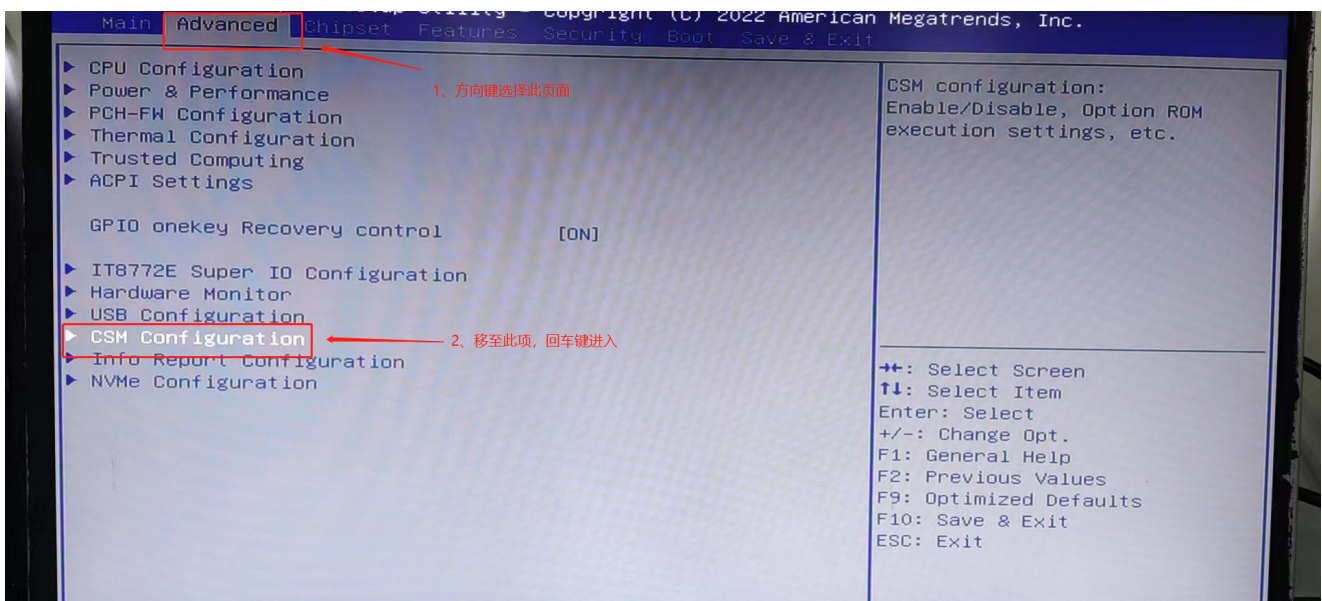 Copyright (C) 2022 American Megatrends, Inc.
Main Advanced Chipset Features Security Boot Save & Exit
1、方向键选择此页面
CPU Configuration
Power & Performance
PCH-FW Configuration
Thermal Configuration
Trusted Computing
ACPI Settings
GPIO onekey Recovery control [ON]
IT8772E Super IO Configuration
Hardware Monitor
USB Configuration
CSM Configuration
2、移至此项，回车键进入
Info Report Configuration
NVMe Configuration
CSM configuration:
Enable/Disable, Option ROM
execution settings, etc.
→←: Select Screen
↑↓: Select Item
Enter: Select
+/-: Change Opt.
F1: General Help
F2: Previous Values
F9: Optimized Defaults
F10: Save & Exit
ESC: Exit